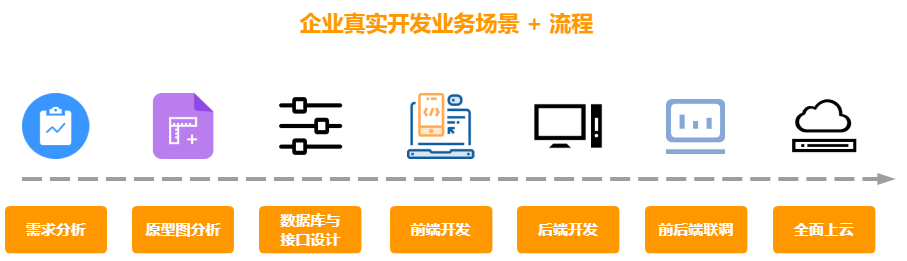 企业真实开发业务场景 + 流程
需求分析
原型图分析
数据库与
接口设计
前端开发
后端开发
前后端联调
全面上云